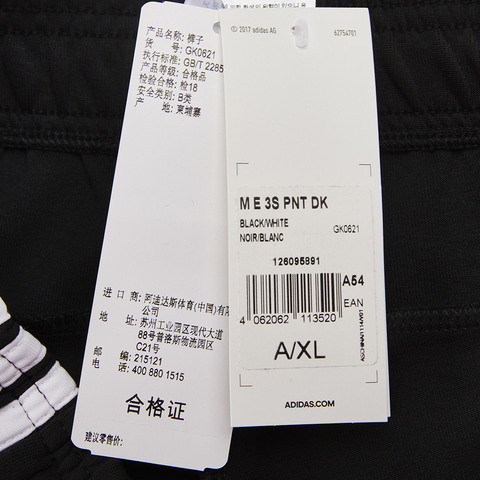 产品名称: 裤子
货 号: GK0621
执行标准: GB/T 2285
产品等级: 合格品
检验合格: 检18
安全类别: B类
产 地: 柬埔寨
进 口 商: 阿迪达斯体育(中国)有限
公司
地 址: 苏州工业园区现代大道
88号普洛斯物流园区
C21号
邮 编: 215121
电 话: 400 880 1515
合格证
建议零售价:
© 2017 adidas AG
62754701
M E 3S PNT DK
BLACK/WHITE
NOIR/BLANC
GK0621
126095891
A54
EAN
4 062062 113520
A/XL
ADIDAS.COM